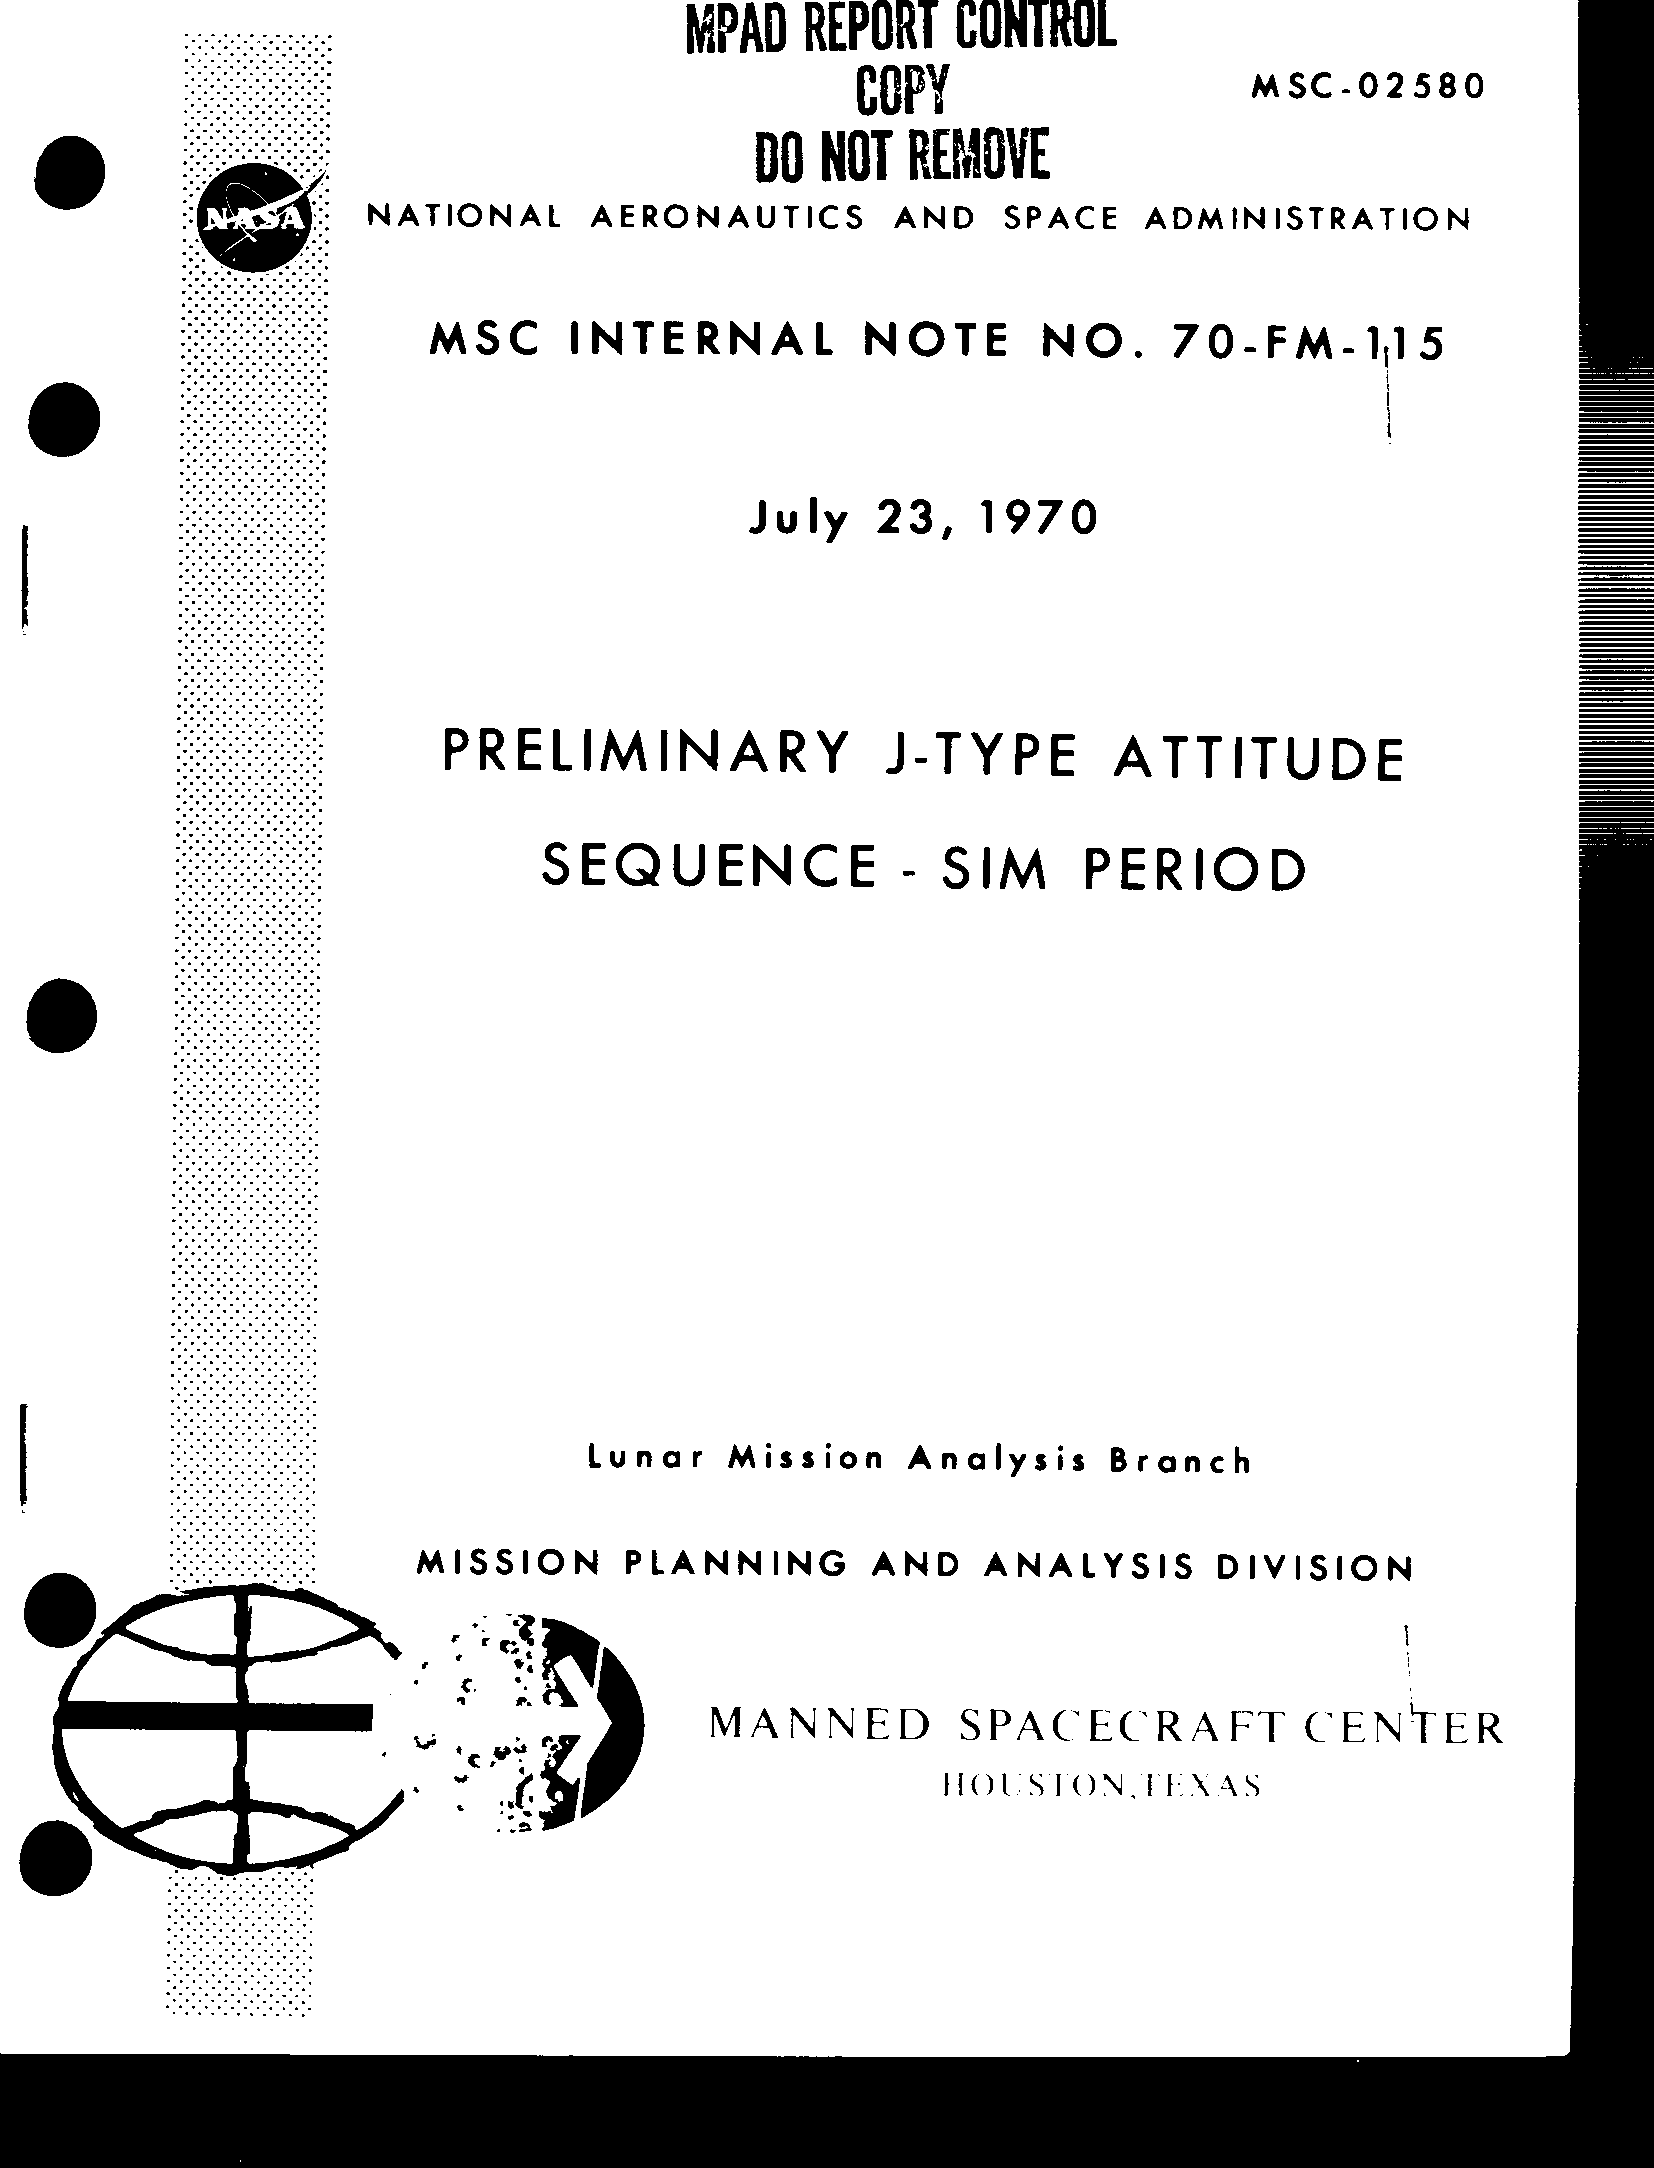 MPAD REPORT CONTROL
COPY
DO NOT REMOVE
MSC-02580
NASA
NATIONAL AERONAUTICS AND SPACE ADMINISTRATION
MSC INTERNAL NOTE NO. 70-FM-115
July 23, 1970
PRELIMINARY J-TYPE ATTITUDE
SEQUENCE - SIM PERIOD
Lunar Mission Analysis Branch
MISSION PLANNING AND ANALYSIS DIVISION
MANNED SPACECRAFT CENTER
HOUSTON, TEXAS